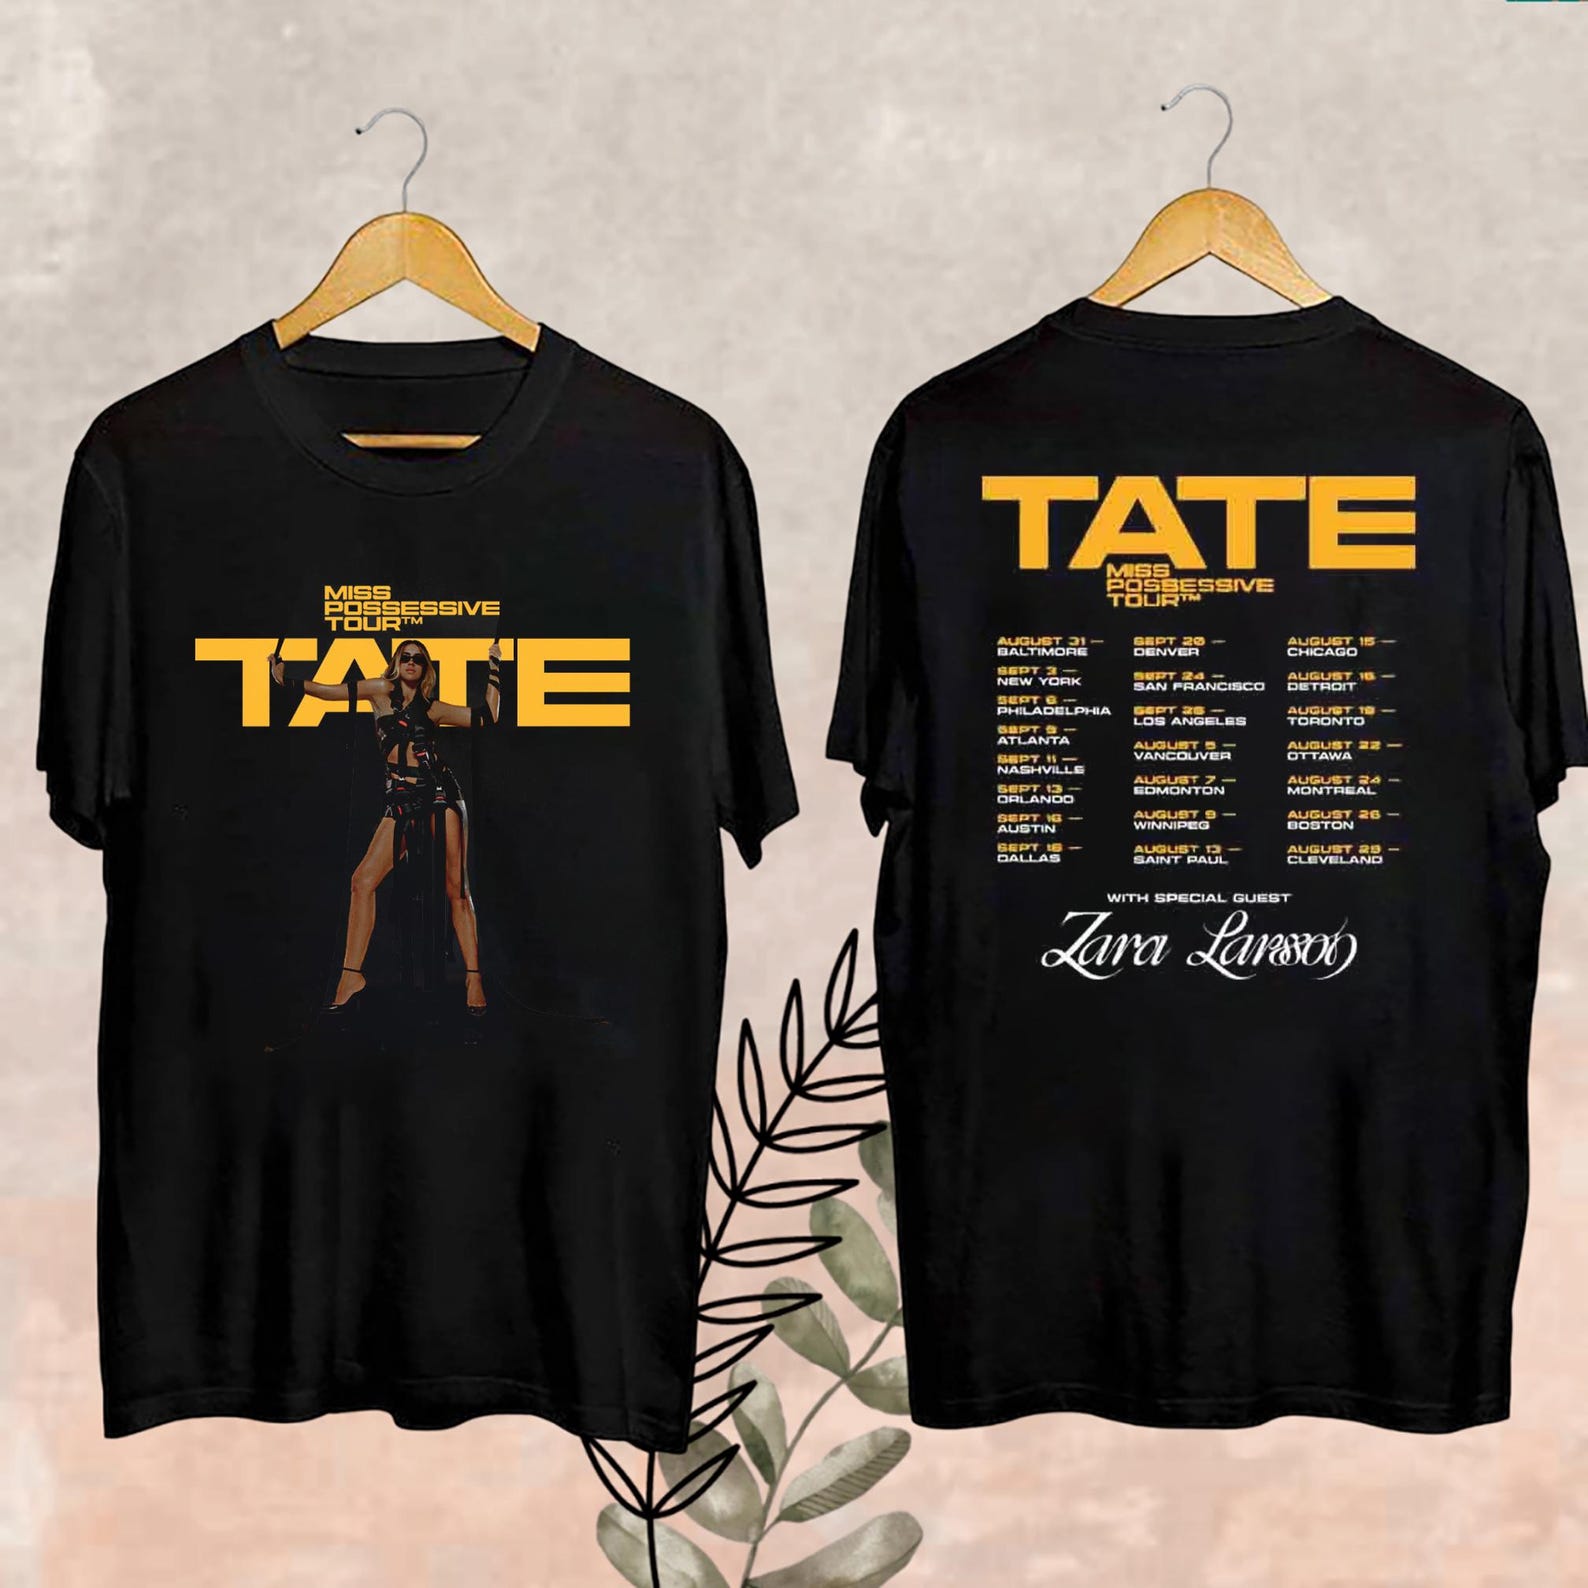 MISS
POSSESSIVE
TOUR™
TATE
TATE
MISS
POSSESSIVE
TOUR™
AUGUST 31 —
BALTIMORE
SEPT 3 —
NEW YORK
SEPT 6 —
PHILADELPHIA
SEPT 9 —
ATLANTA
SEPT 11 —
NASHVILLE
SEPT 13 —
ORLANDO
SEPT 16 —
AUSTIN
SEPT 18 —
DALLAS
SEPT 20 —
DENVER
SEPT 24 —
SAN FRANCISCO
SEPT 26 —
LOS ANGELES
AUGUST 5 —
VANCOUVER
AUGUST 7 —
EDMONTON
AUGUST 9 —
WINNIPEG
AUGUST 13 —
SAINT PAUL
AUGUST 15 —
CHICAGO
AUGUST 16 —
DETROIT
AUGUST 19 —
TORONTO
AUGUST 22 —
OTTAWA
AUGUST 24 —
MONTREAL
AUGUST 26 —
BOSTON
AUGUST 29 —
CLEVELAND
WITH SPECIAL GUEST
Zara Larsson